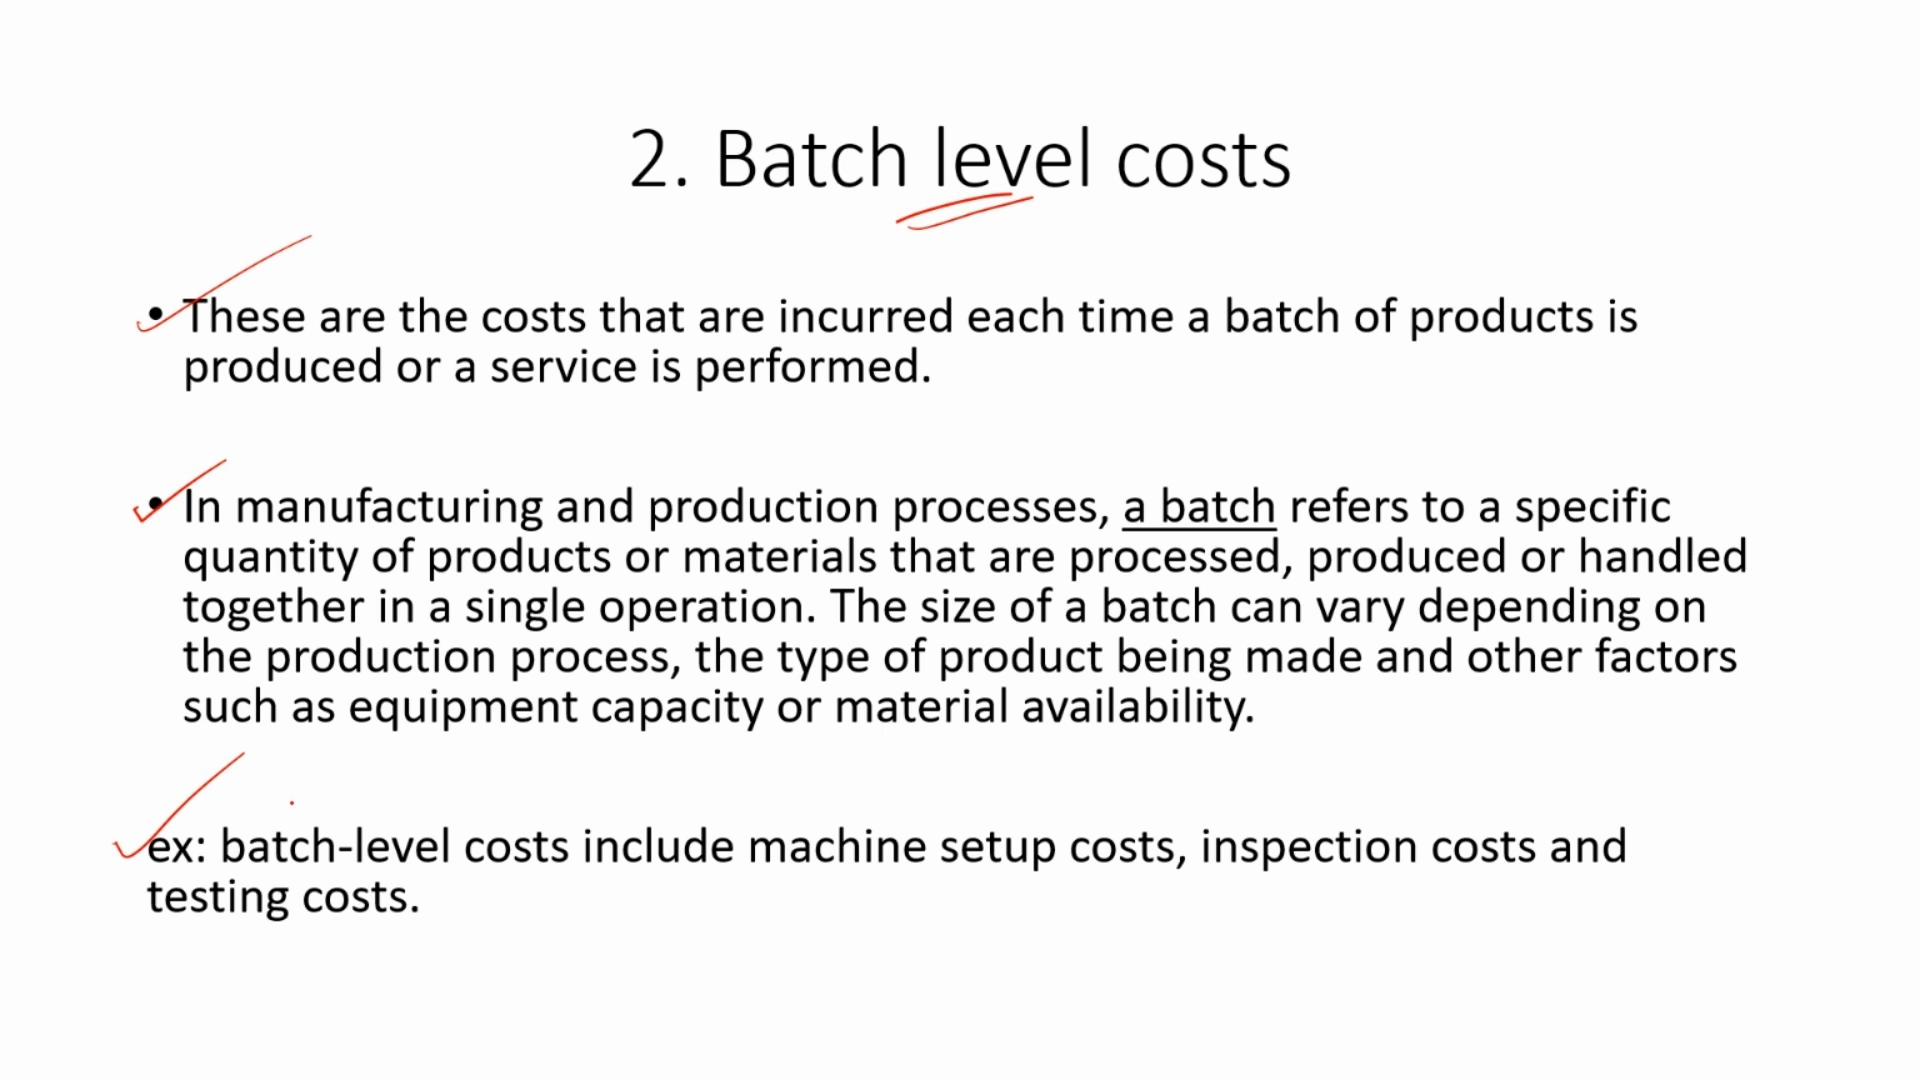 2. Batch level costs
• These are the costs that are incurred each time a batch of products is
produced or a service is performed.
• In manufacturing and production processes, a batch refers to a specific
quantity of products or materials that are processed, produced or handled
together in a single operation. The size of a batch can vary depending on
the production process, the type of product being made and other factors
such as equipment capacity or material availability.
ex: batch-level costs include machine setup costs, inspection costs and
testing costs.